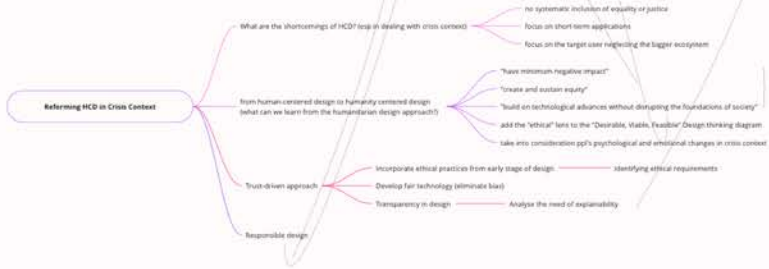 no systematic inclusion of equality or justice
What are the shortcomings of HCD? (esp in dealing with crisis context)
focus on short-term applications
focus on the target user neglecting the bigger ecosystem
"have minimum negative impact"
"create and sustain equity"
from human-centered design to humanity centered design
(what can we learn from the humanitarian design approach?)
Reforming HCD in Crisis Context
"build on technological advances without disrupting the foundations of society"
add the "ethical" lens to the "Desirable, Viable, Feasible" Design thinking diagram
take into consideration ppl's psychological and emotional changes in crisis context
Incorporate ethical practices from early stage of design
Identifying ethical requirements
Trust-driven approach
Develop fair technology (eliminate bias)
Transparency in design
Analyse the need of explainability
Responsible design